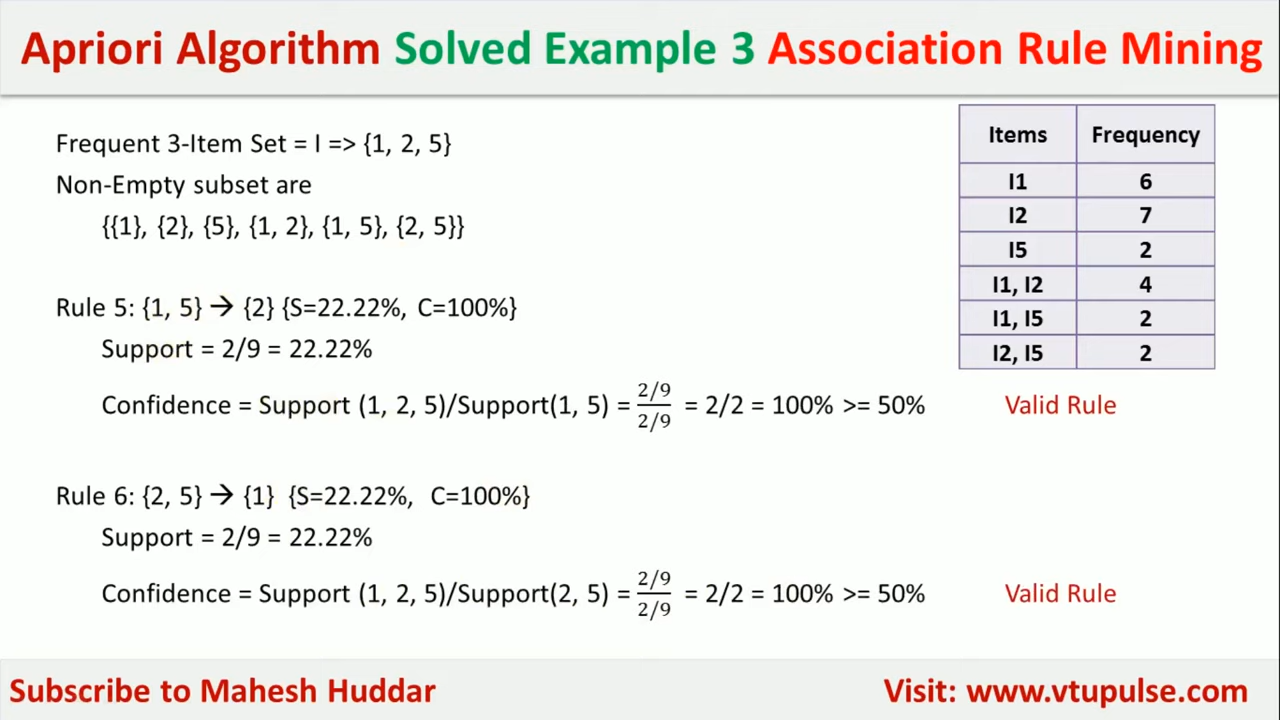 Apriori Algorithm Solved Example 3 Association Rule Mining
Frequent 3-Item Set = I => {1, 2, 5}
Non-Empty subset are
{{1}, {2}, {5}, {1, 2}, {1, 5}, {2, 5}}
Items Frequency
I1 6
I2 7
I5 2
I1, I2 4
I1, I5 2
I2, I5 2
Rule 5: {1, 5} → {2} {S=22.22%, C=100%}
Support = 2/9 = 22.22%
Confidence = Support (1, 2, 5)/Support(1, 5) = 2/9 / 2/9 = 2/2 = 100% >= 50% Valid Rule
Rule 6: {2, 5} → {1} {S=22.22%, C=100%}
Support = 2/9 = 22.22%
Confidence = Support (1, 2, 5)/Support(2, 5) = 2/9 / 2/9 = 2/2 = 100% >= 50% Valid Rule
Subscribe to Mahesh Huddar Visit: www.vtupulse.com